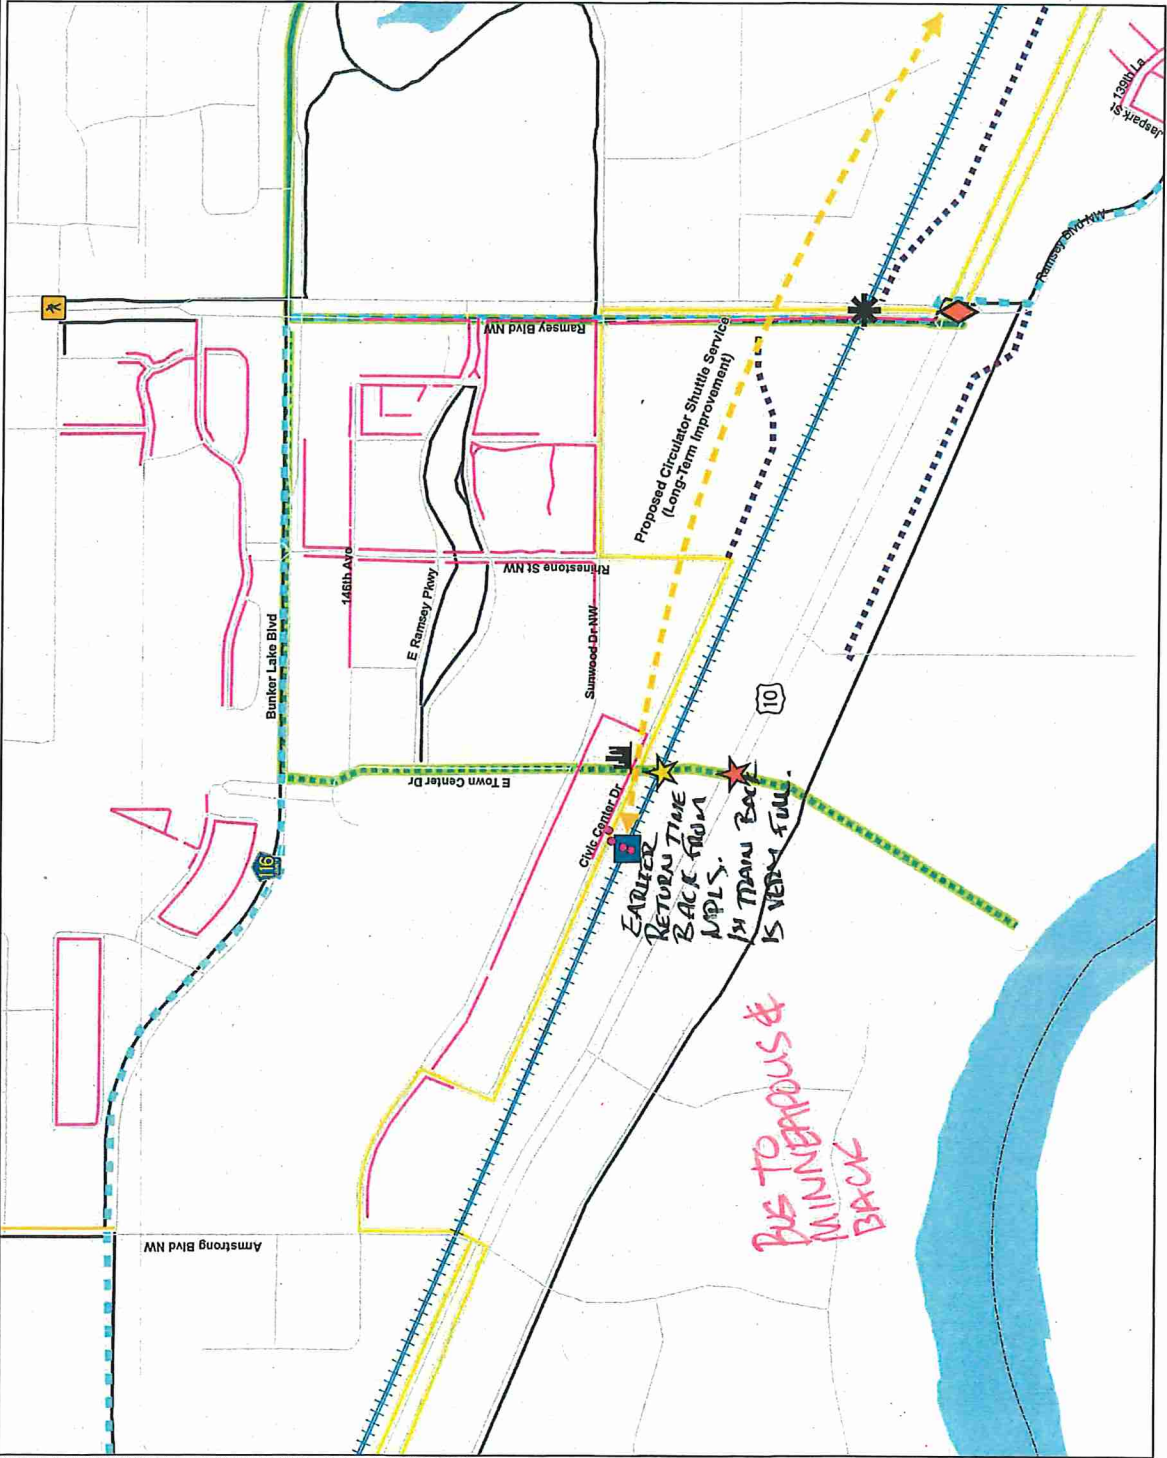 139th La
Jaspark St
Ramsey Blvd NW
Ramsey Blvd NW
Proposed Circulator Shuttle Service
(Long-Term Improvement)
146th Ave
Rhinestone St NW
E Ramsey Pkwy
Bunker Lake Blvd
Sunwood Dr NW
10
E Town Center Dr
Civic Center Dr
116
EARLIER
RETURN TIME
BACK FROM
MPLS.
1st TRAIN BACK
IS VERY FULL.
BUS TO
MINNEAPOLIS &
BACK
Armstrong Blvd NW